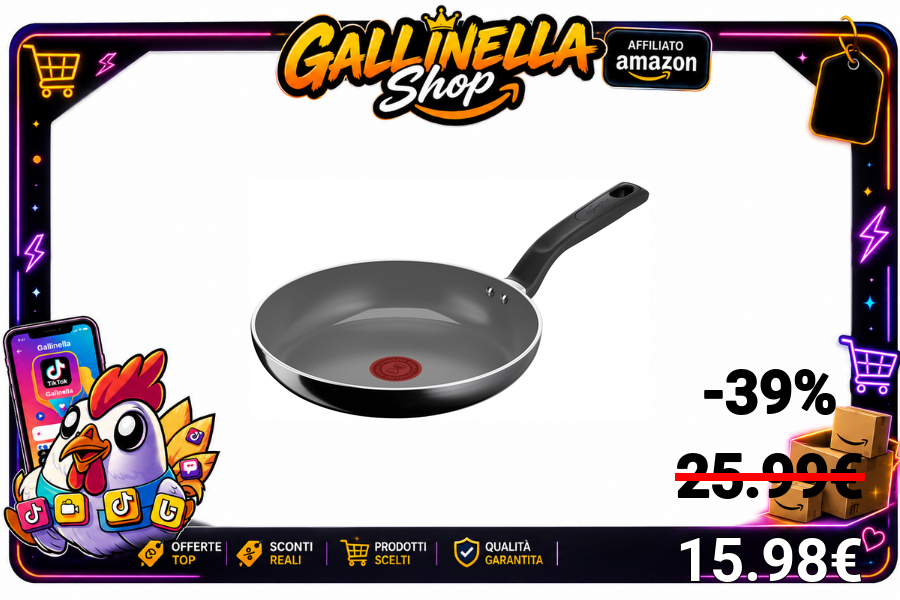 GALLINELLA
Shop
AFFILIATO
amazon
Gallinella
TikTok
Gallinella
-39%
25.99€
15.98€
OFFERTE
TOP
SCONTI
REALI
PRODOTTI
SCELTI
QUALITÀ
GARANTITA